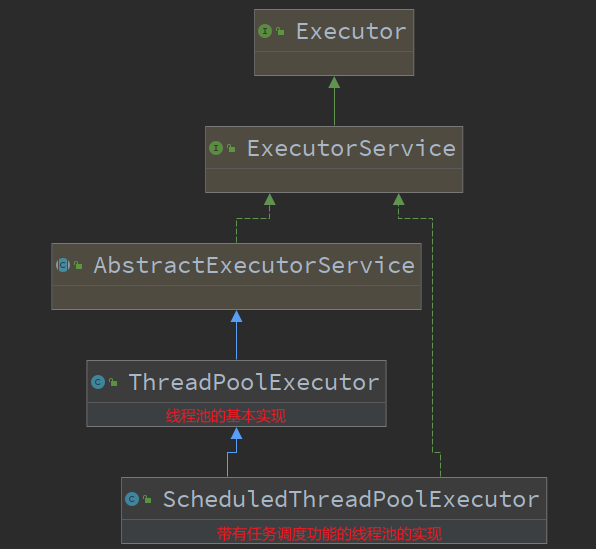 Executor
ExecutorService
AbstractExecutorService
ThreadPoolExecutor
线程池的基本实现
ScheduledThreadPoolExecutor
带有任务调度功能的线程池的实现